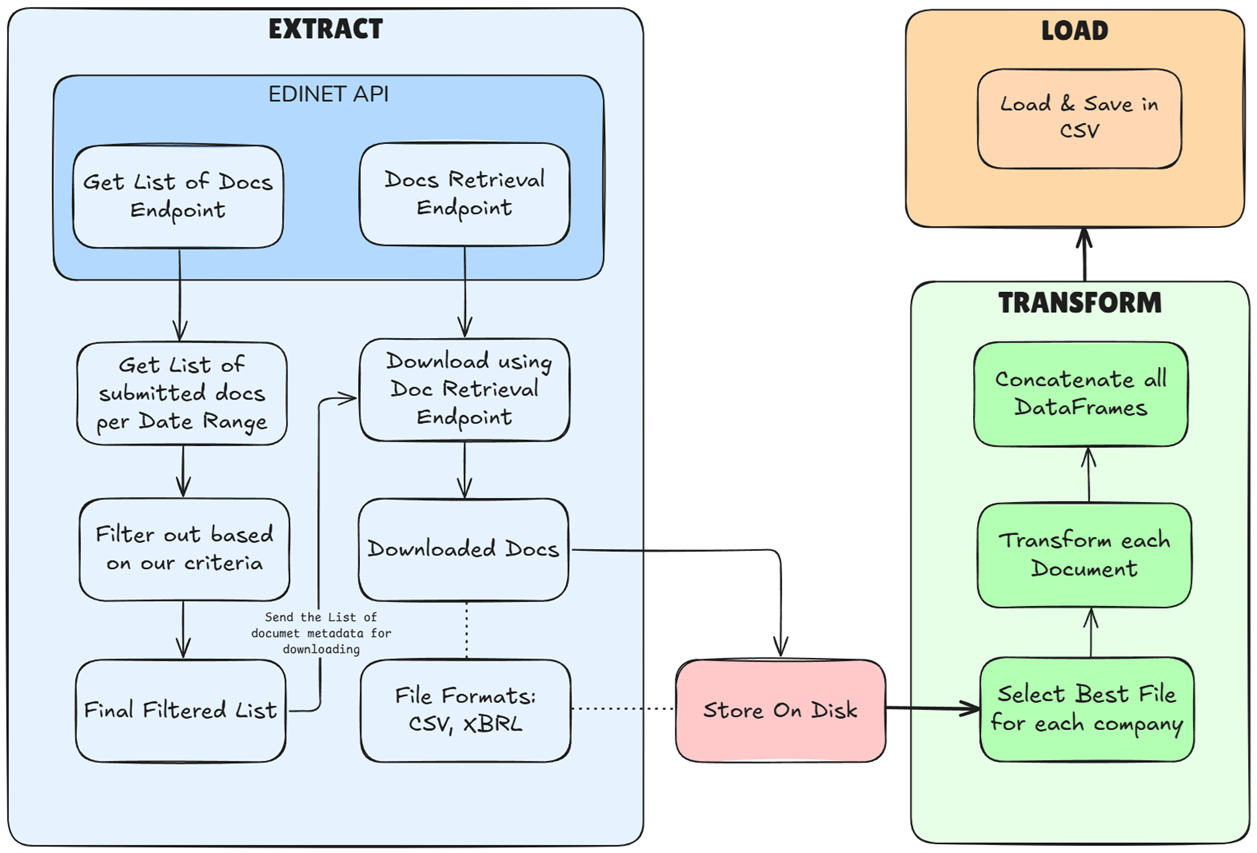 EXTRACT
EDINET API
Get List of Docs
Endpoint
Docs Retrieval
Endpoint
Get List of
submitted docs
per Date Range
Download using
Doc Retrieval
Endpoint
Filter out based
on our criteria
Downloaded Docs
Send the List of
documet metadata for
downloading
Final Filtered List
File Formats:
CSV, XBRL
Store On Disk
LOAD
Load & Save in
CSV
TRANSFORM
Concatenate all
DataFrames
Transform each
Document
Select Best File
for each company